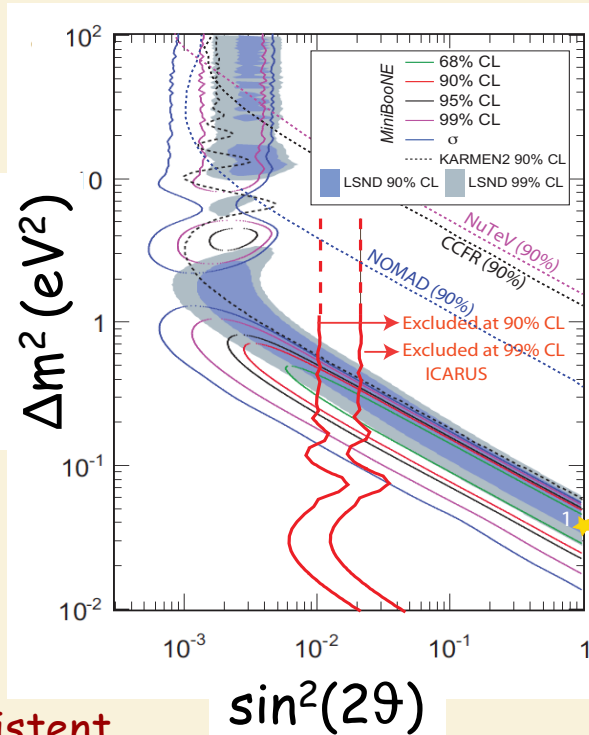 10²
10
1
10⁻¹
10⁻²
Δm² (eV²)
MiniBooNE
68% CL
90% CL
95% CL
99% CL
σ
KARMEN2 90% CL
LSND 90% CL LSND 99% CL
NuTeV (90%)
CCFR (90%)
NOMAD (90%)
Excluded at 90% CL
Excluded at 99% CL
ICARUS
1
10⁻³ 10⁻² 10⁻¹ 1
sin²(2ϑ)